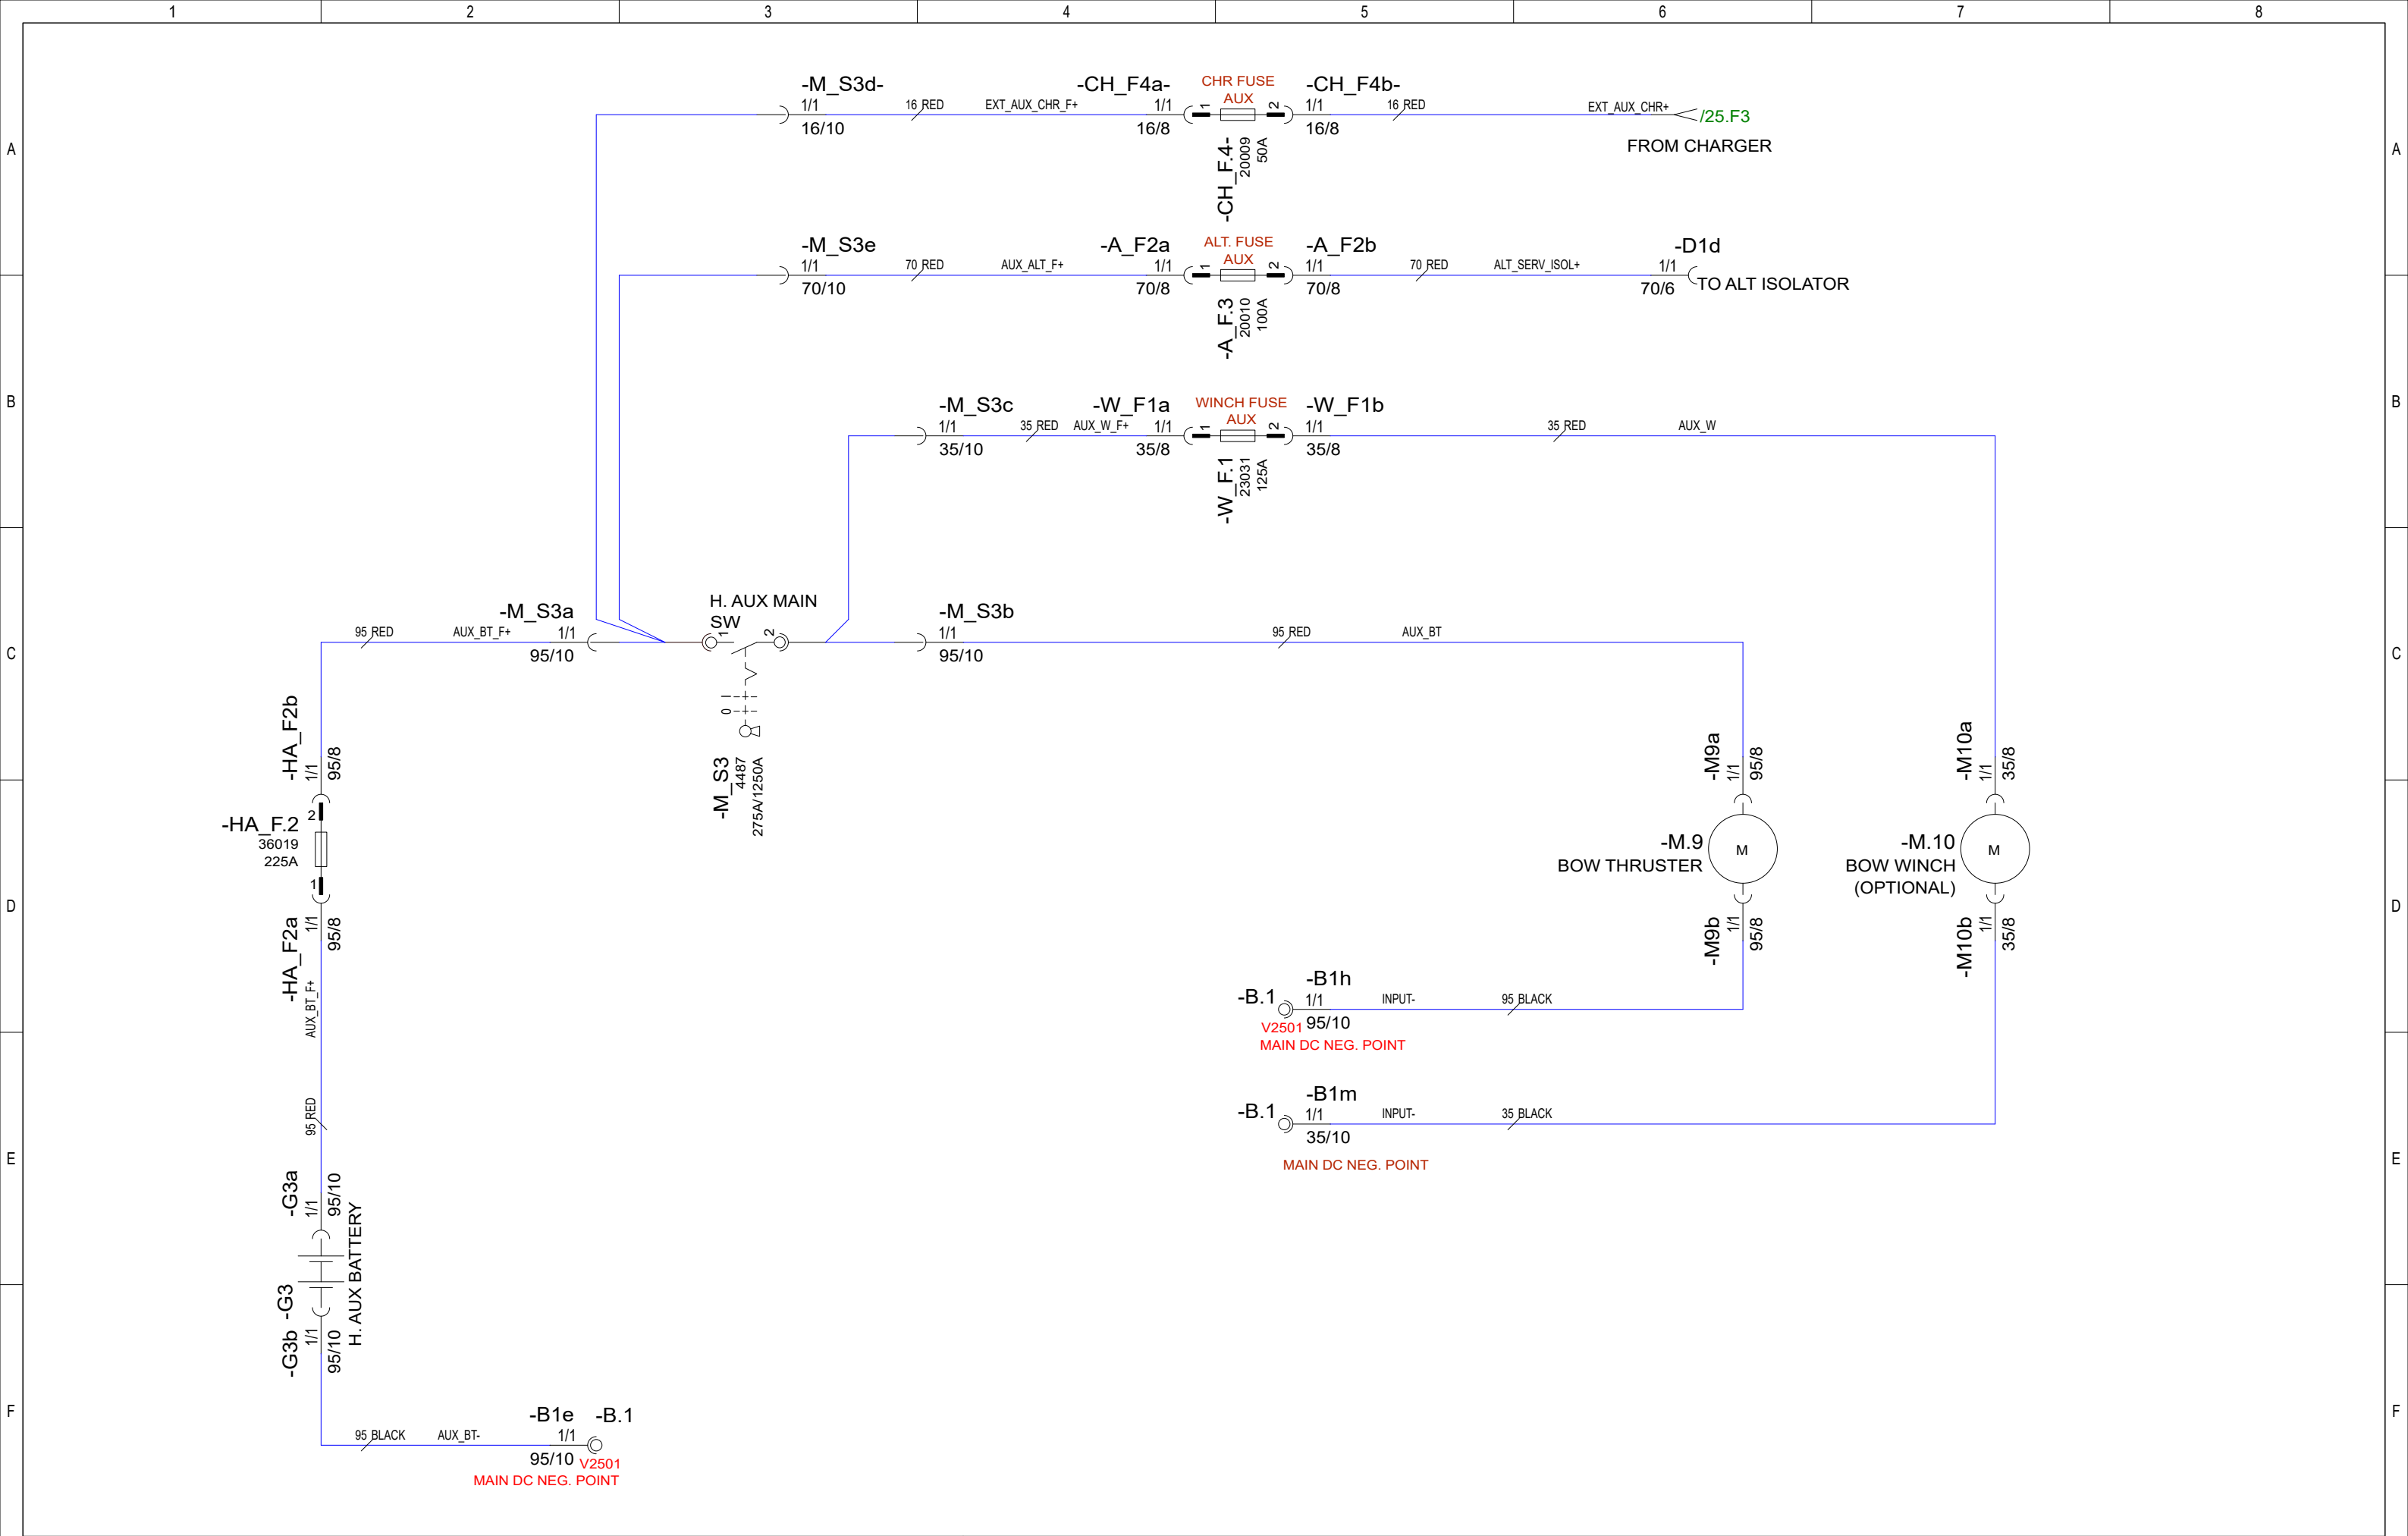 1 2 3 4 5 6 7 8
A A
B B
C C
D D
E E
F F
-M_S3d-
1/1
16/10
16 RED
EXT_AUX_CHR_F+
-CH_F4a-
1/1
16/8
CHR FUSE
AUX
1 2
-CH_F.4-
20009
50A
-CH_F4b-
1/1
16/8
16 RED
EXT_AUX_CHR+
/25.F3
FROM CHARGER
-M_S3e
1/1
70/10
70 RED
AUX_ALT_F+
-A_F2a
1/1
70/8
ALT. FUSE
AUX
1 2
-A_F.3
20010
100A
-A_F2b
1/1
70/8
70 RED
ALT_SERV_ISOL+
-D1d
1/1
70/6
TO ALT ISOLATOR
-M_S3c
1/1
35/10
35 RED
AUX_W_F+
-W_F1a
1/1
35/8
WINCH FUSE
AUX
1 2
-W_F.1
23031
125A
-W_F1b
1/1
35/8
35 RED
AUX_W
95 RED
AUX_BT_F+
-M_S3a
1/1
95/10
H. AUX MAIN
SW
1 2
0 I
-M_S3
4487
275A/1250A
-M_S3b
1/1
95/10
95 RED
AUX_BT
-HA_F2b
1/1
95/8
2
-HA_F.2
36019
225A
1
-HA_F2a
1/1
95/8
AUX_BT_F+
95 RED
-M9a
1/1
95/8
-M.9
BOW THRUSTER
M
-M9b
1/1
95/8
-M10a
1/1
35/8
-M.10
BOW WINCH
(OPTIONAL)
M
-M10b
1/1
35/8
-B.1
-B1h
1/1
95/10
INPUT-
95 BLACK
V2501
MAIN DC NEG. POINT
-B.1
-B1m
1/1
35/10
INPUT-
35 BLACK
MAIN DC NEG. POINT
-G3a
1/1
95/10
H. AUX BATTERY
-G3
-G3b
1/1
95/10
95 BLACK
AUX_BT-
-B1e
1/1
95/10
-B.1
V2501
MAIN DC NEG. POINT